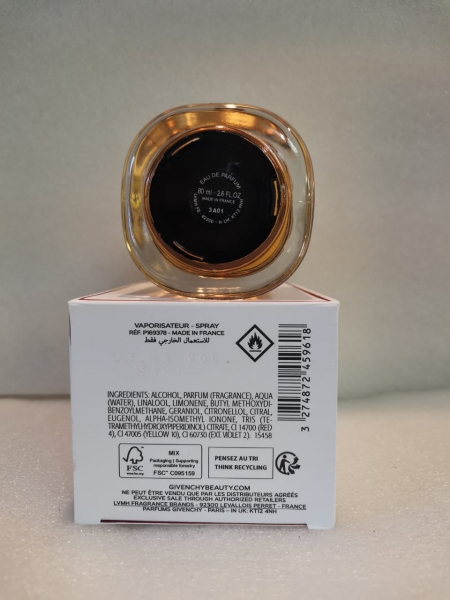 EAU DE PARFUM
80 ml - 2.6 FL.OZ
MADE IN FRANCE
3A01
IN UK: KT12 4NH
VAPORISATEUR - SPRAY
RÉF. P169378 - MADE IN FRANCE
للاستعمال الخارجي فقط
INGREDIENTS: ALCOHOL, PARFUM (FRAGRANCE), AQUA
(WATER), LINALOOL, LIMONENE, BUTYL METHOXYDI-
BENZOYLMETHANE, GERANIOL, CITRONELLOL, CITRAL,
EUGENOL, ALPHA-ISOMETHYL IONONE, TRIS (TE-
TRAMETHYLHYDROXYPIPERIDINOL) CITRATE, CI 14700 (RED
4), CI 47005 (YELLOW 10), CI 60730 (EXT. VIOLET 2). 15458
3 274872 459618
FSC
MIX
Packaging | Supporting
responsible forestry
FSC™ C095159
PENSEZ AU TRI
THINK RECYCLING
GIVENCHYBEAUTY.COM
NE PEUT ÊTRE VENDU QUE PAR LES DISTRIBUTEURS AGRÉÉS
EXCLUSIVE SALE THROUGH AUTHORIZED RETAILERS
LVMH FRAGRANCE BRANDS - 92300 LEVALLOIS PERRET - FRANCE
PARFUMS GIVENCHY - PARIS - IN UK: KT12 4NH